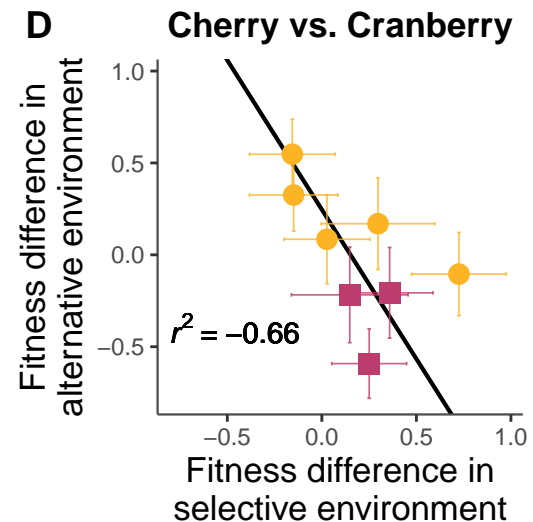 D
Cherry vs. Cranberry
Fitness difference in
alternative environment
1.0
0.5
0.0
−0.5
r² = −0.66
−0.5
0.0
0.5
1.0
Fitness difference in
selective environment